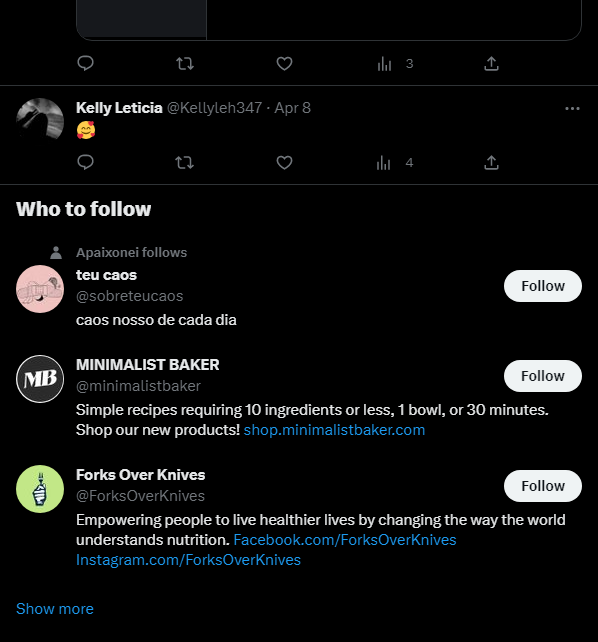 3
Kelly Leticia @Kellyleh347 · Apr 8
🥰
4
Who to follow
Apaixonei follows
teu caos
@sobreteucaos
Follow
caos nosso de cada dia
MB
MINIMALIST BAKER
@minimalistbaker
Follow
Simple recipes requiring 10 ingredients or less, 1 bowl, or 30 minutes.
Shop our new products! shop.minimalistbaker.com
Forks Over Knives
@ForksOverKnives
Follow
Empowering people to live healthier lives by changing the way the world
understands nutrition. Facebook.com/ForksOverKnives
Instagram.com/ForksOverKnives
Show more